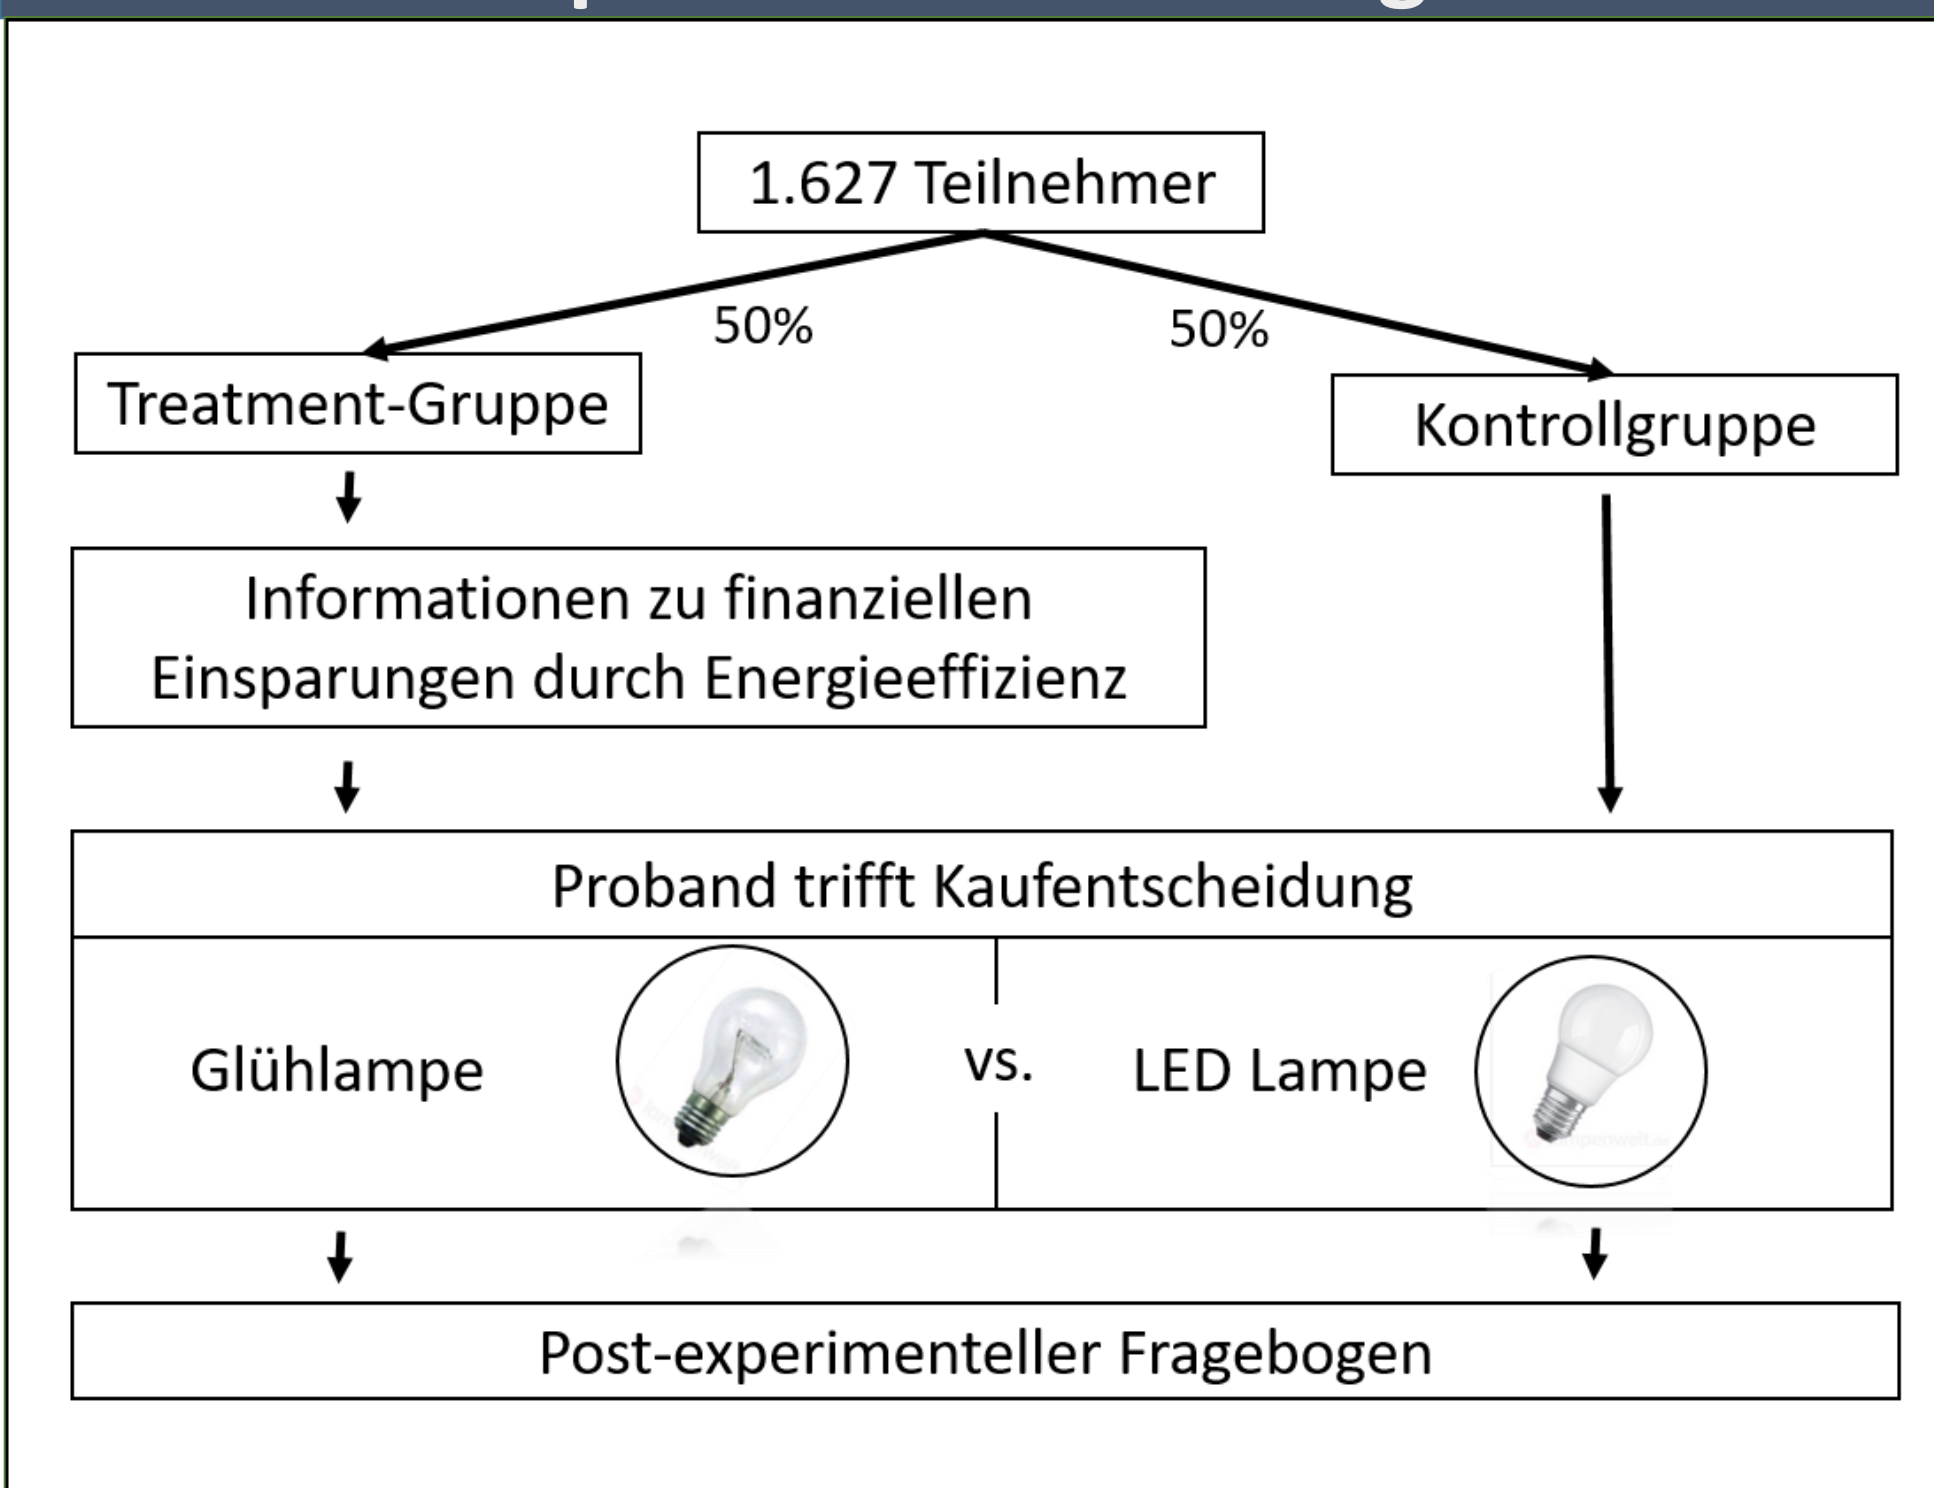 1.627 Teilnehmer
50%
50%
Treatment-Gruppe
Kontrollgruppe
Informationen zu finanziellen
Einsparungen durch Energieeffizienz
Proband trifft Kaufentscheidung
Glühlampe
vs.
LED Lampe
Post-experimenteller Fragebogen